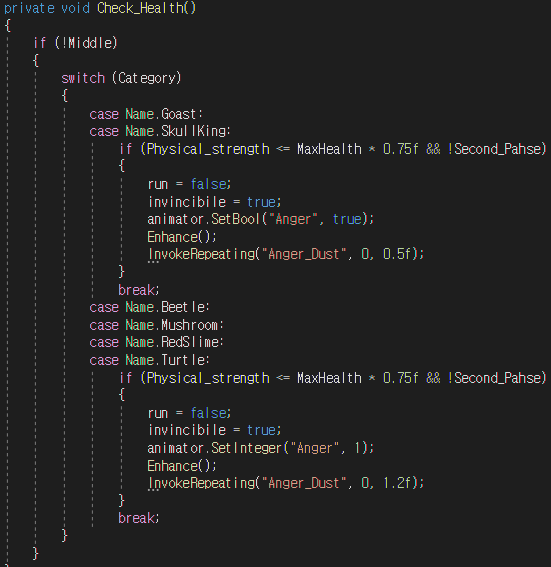 private void Check_Health()
{
if (!Middle)
{
switch (Category)
{
case Name.Goast:
case Name.SkullKing:
if (Physical_strength <= MaxHealth * 0.75f && !Second_Pahse)
{
run = false;
invincibile = true;
animator.SetBool("Anger", true);
Enhance();
InvokeRepeating("Anger_Dust", 0, 0.5f);
}
break;
case Name.Beetle:
case Name.Mushroom:
case Name.RedSlime:
case Name.Turtle:
if (Physical_strength <= MaxHealth * 0.75f && !Second_Pahse)
{
run = false;
invincibile = true;
animator.SetInteger("Anger", 1);
Enhance();
InvokeRepeating("Anger_Dust", 0, 1.2f);
}
break;
}
}
}